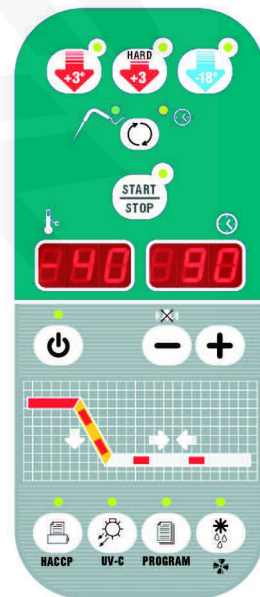 HARD
+3° +3 -18°
START
STOP
°C
-40 90
HACCP UV-C PROGRAM